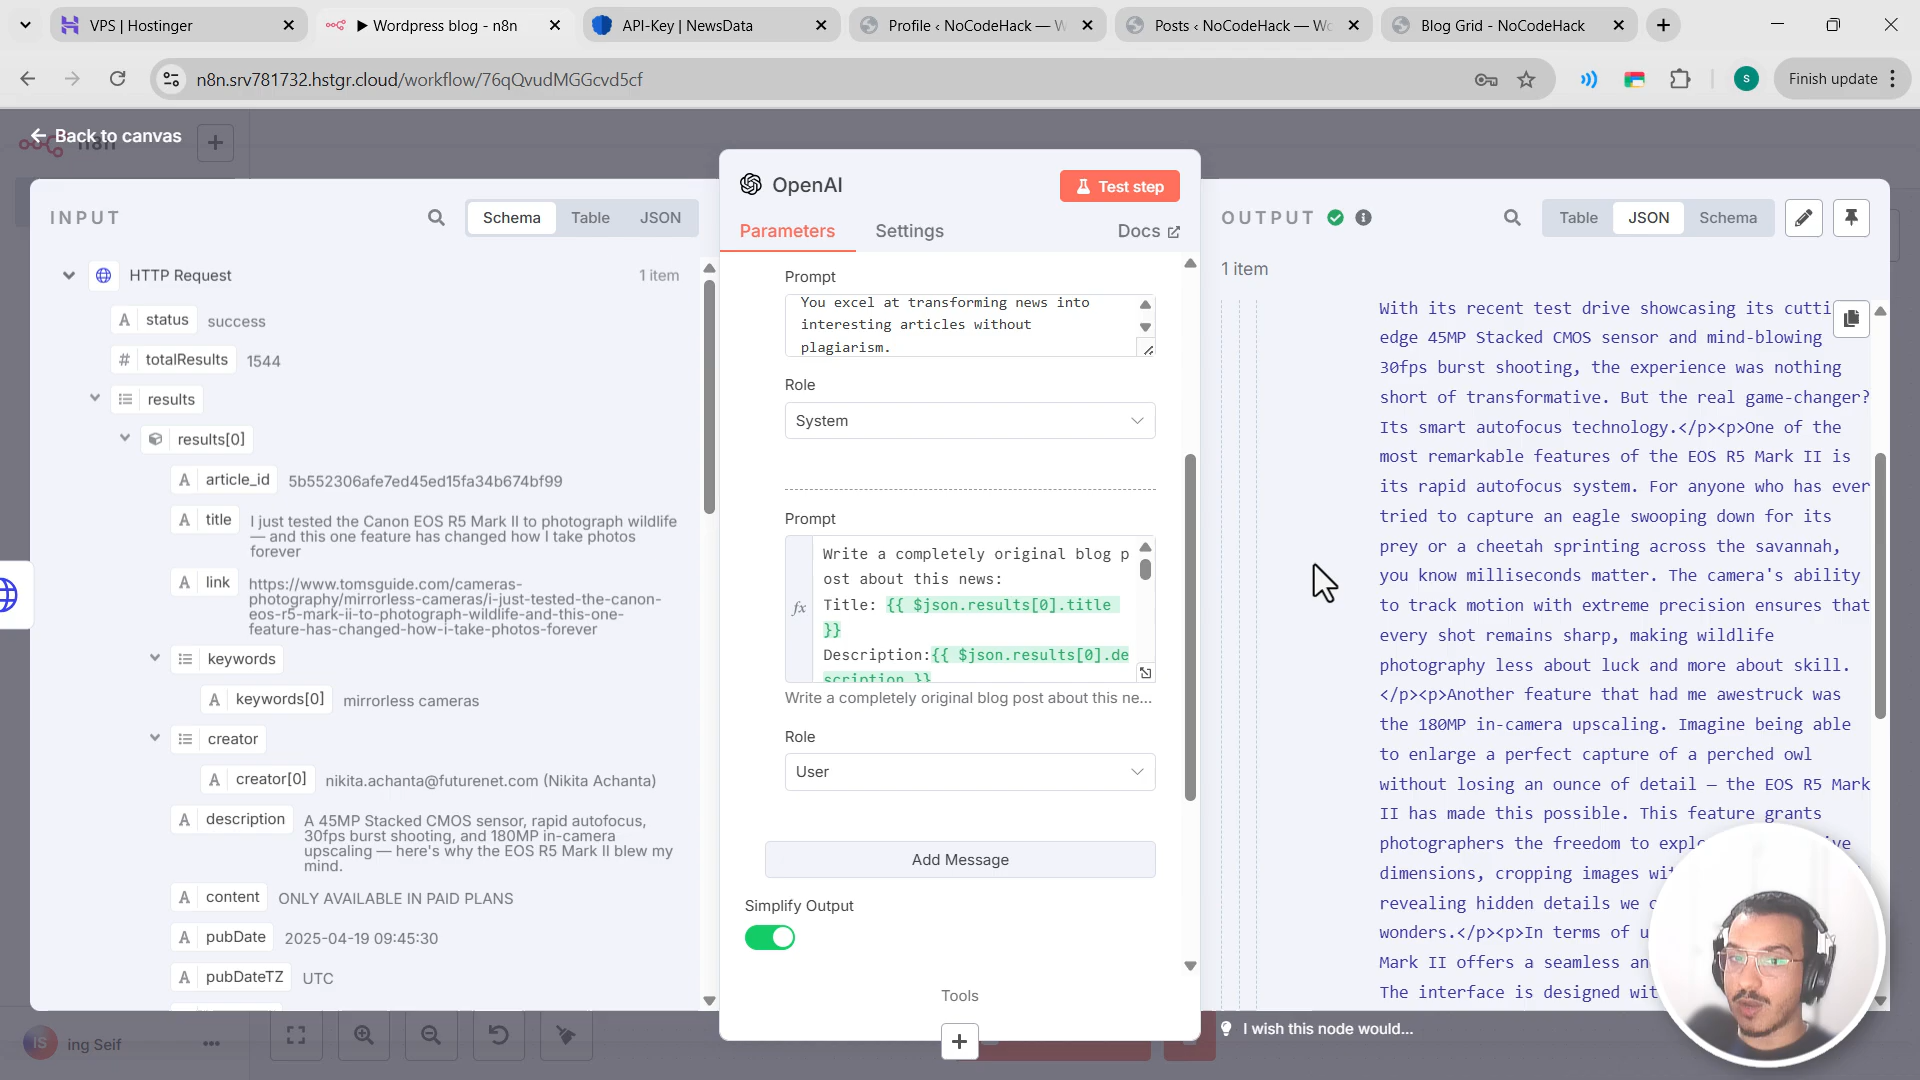 VPS | Hostinger
▶ Wordpress blog - n8n
API-Key | NewsData
Profile ‹ NoCodeHack — W
Posts ‹ NoCodeHack — Wo
Blog Grid - NoCodeHack
n8n.srv781732.hstgr.cloud/workflow/76qQvudMGGcvd5cf
S
Finish update
Back to canvas
n8n
INPUT
Schema
Table
JSON
HTTP Request
1 item
A status success
# totalResults 1544
results
results[0]
A article_id 5b552306afe7ed45ed15fa34b674bf99
A title I just tested the Canon EOS R5 Mark II to photograph wildlife
— and this one feature has changed how I take photos
forever
A link https://www.tomsguide.com/cameras-
photography/mirrorless-cameras/i-just-tested-the-canon-
eos-r5-mark-ii-to-photograph-wildlife-and-this-one-
feature-has-changed-how-i-take-photos-forever
keywords
A keywords[0] mirrorless cameras
creator
A creator[0] nikita.achanta@futurenet.com (Nikita Achanta)
A description A 45MP Stacked CMOS sensor, rapid autofocus,
30fps burst shooting, and 180MP in-camera
upscaling — here's why the EOS R5 Mark II blew my
mind.
A content ONLY AVAILABLE IN PAID PLANS
A pubDate 2025-04-19 09:45:30
A pubDateTZ UTC
IS ing Seif
OpenAI
Test step
Parameters
Settings
Docs
Prompt
You excel at transforming news into
interesting articles without
plagiarism.
Role
System
Prompt
fx
Write a completely original blog p
ost about this news:
Title: {{ $json.results[0].title
}}
Description:{{ $json.results[0].de
scription }}
Write a completely original blog post about this ne...
Role
User
Add Message
Simplify Output
Tools
OUTPUT
Table
JSON
Schema
1 item
With its recent test drive showcasing its cutti
edge 45MP Stacked CMOS sensor and mind-blowing
30fps burst shooting, the experience was nothing
short of transformative. But the real game-changer?
Its smart autofocus technology.</p><p>One of the
most remarkable features of the EOS R5 Mark II is
its rapid autofocus system. For anyone who has ever
tried to capture an eagle swooping down for its
prey or a cheetah sprinting across the savannah,
you know milliseconds matter. The camera's ability
to track motion with extreme precision ensures that
every shot remains sharp, making wildlife
photography less about luck and more about skill.
</p><p>Another feature that had me awestruck was
the 180MP in-camera upscaling. Imagine being able
to enlarge a perfect capture of a perched owl
without losing an ounce of detail — the EOS R5 Mark
II has made this possible. This feature grants
photographers the freedom to explo ve
dimensions, cropping images wi
revealing hidden details we
wonders.</p><p>In terms of u
Mark II offers a seamless an
The interface is designed wit
I wish this node would...